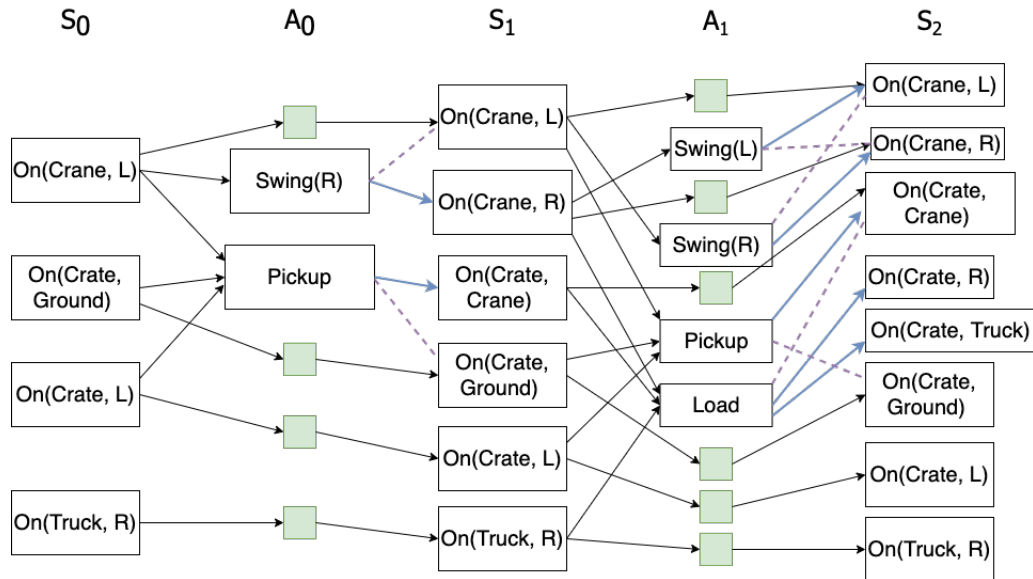 S0
A0
S1
A1
S2
On(Crane, L)
On(Crate,
Ground)
On(Crate, L)
On(Truck, R)
Swing(R)
Pickup
On(Crane, L)
On(Crane, R)
On(Crate,
Crane)
On(Crate,
Ground)
On(Crate, L)
On(Truck, R)
Swing(L)
Swing(R)
Pickup
Load
On(Crane, L)
On(Crane, R)
On(Crate,
Crane)
On(Crate, R)
On(Crate, Truck)
On(Crate,
Ground)
On(Crate, L)
On(Truck, R)